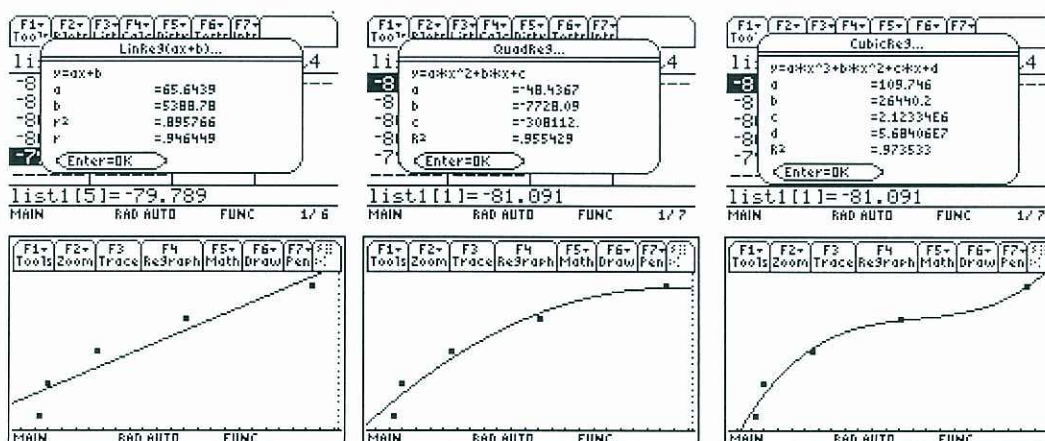 F1▾ F2▾ F3▾ F4▾ F5▾ F6▾ F7▾
LinReg(ax+b)...
y=ax+b
a =65.6439
b =5388.78
r² =.895766
r =.946449
Enter=OK
list1[5]=-79.789
MAIN RAD AUTO FUNC 1/6
F1▾ F2▾ F3▾ F4▾ F5▾ F6▾ F7▾
QuadReg...
y=a*x^2+b*x+c
a =-48.4367
b =-7728.09
c =-308112.
R² =.955429
Enter=OK
list1[1]=-81.091
MAIN RAD AUTO FUNC 1/7
F1▾ F2▾ F3▾ F4▾ F5▾ F6▾ F7▾
CubicReg...
y=a*x^3+b*x^2+c*x+d
a =109.746
b =26440.2
c =2.12334E6
d =5.68406E7
R² =.973533
Enter=OK
list1[1]=-81.091
MAIN RAD AUTO FUNC 1/7
F1▾ F2▾ F3 F4 F5▾ F6▾ F7▾
Tools Zoom Trace ReGraph Math Draw Pen
MAIN RAD AUTO FUNC
F1▾ F2▾ F3 F4 F5▾ F6▾ F7▾
Tools Zoom Trace ReGraph Math Draw Pen
MAIN RAD AUTO FUNC
F1▾ F2▾ F3 F4 F5▾ F6▾ F7▾
Tools Zoom Trace ReGraph Math Draw Pen
MAIN RAD AUTO FUNC